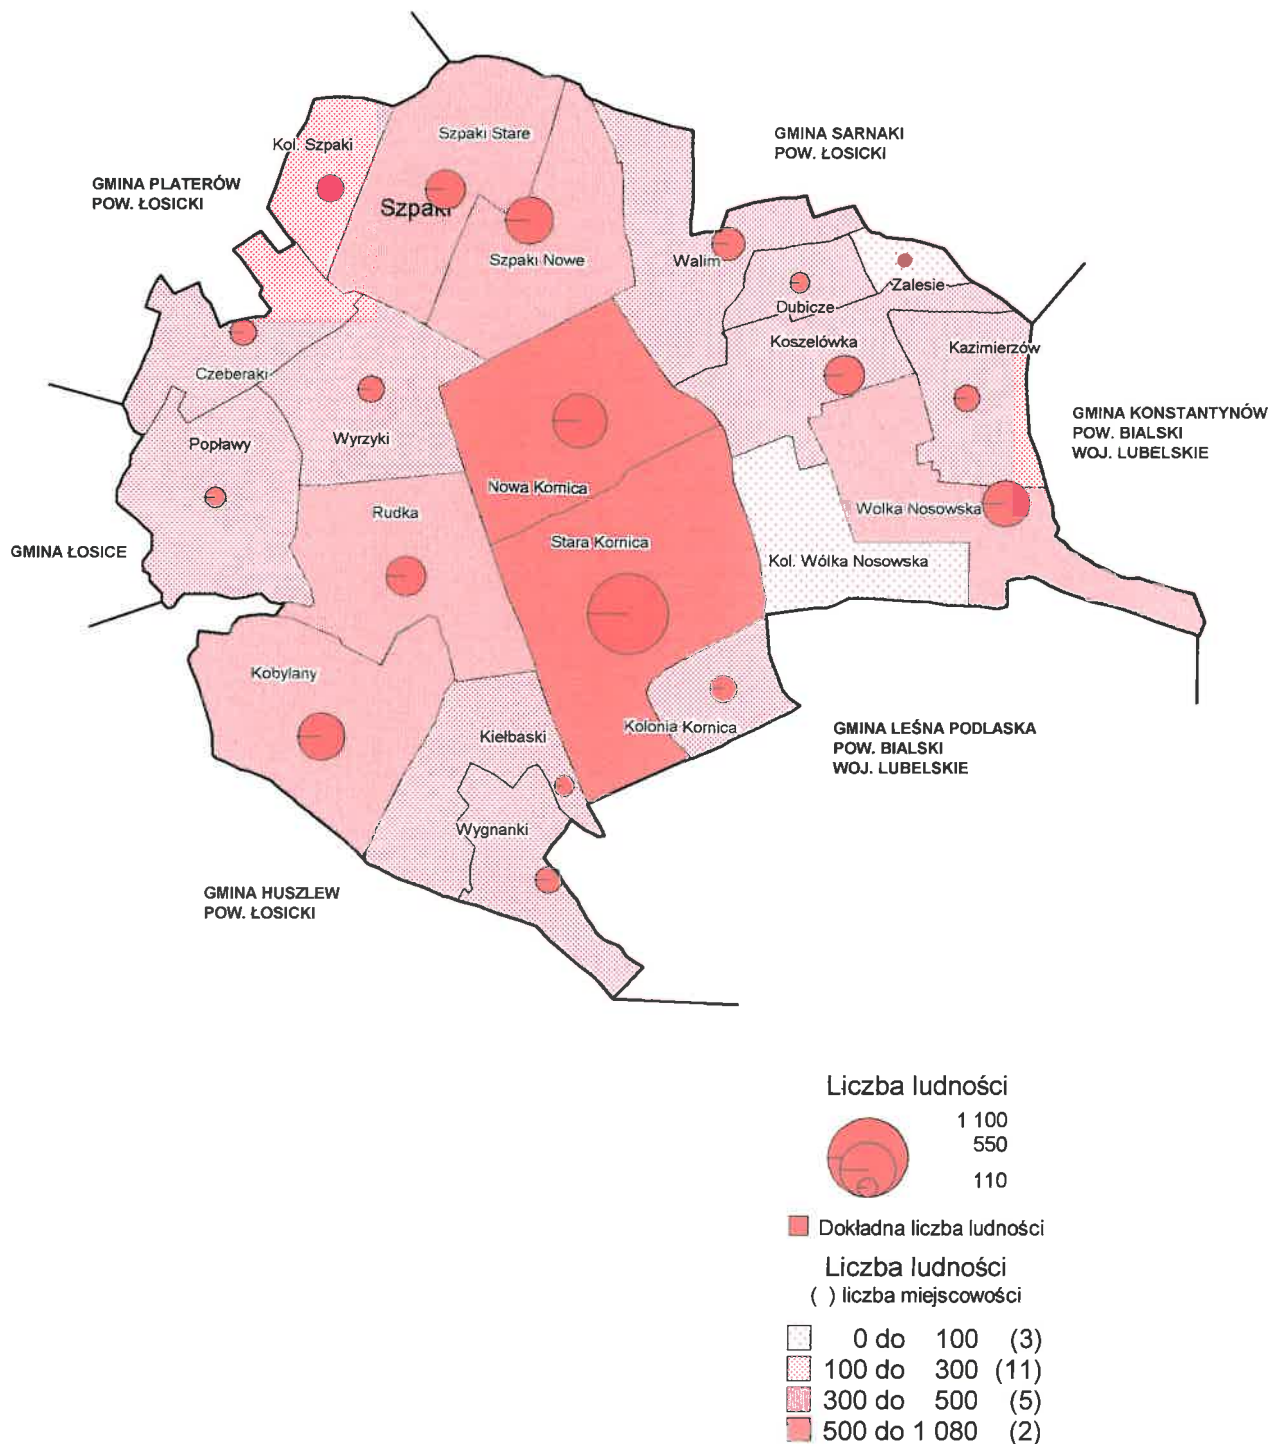 Szpaki Stare
GMINA SARNAKI
POW. ŁOSICKI
Kol. Szpaki
GMINA PLATERÓW
POW. ŁOSICKI
Szpaki
Szpaki Nowe
Walim
Zalesie
Dubicze
Koszelówka
Kazimierzów
Czeberaki
GMINA KONSTANTYNÓW
POW. BIALSKI
WOJ. LUBELSKIE
Popławy
Wyrzyki
Nowa Kornica
Rudka
Wolka Nosowska
Stara Kornica
GMINA ŁOSICE
Kol. Wólka Nosowska
Kobylany
Kolonia Kornica
GMINA LEŚNA PODLASKA
POW. BIALSKI
WOJ. LUBELSKIE
Kiełbaski
Wygnanki
GMINA HUSZLEW
POW. ŁOSICKI
Liczba ludności
1 100
550
110
Dokładna liczba ludności
Liczba ludności
( ) liczba miejscowości
0 do 100 (3)
100 do 300 (11)
300 do 500 (5)
500 do 1 080 (2)